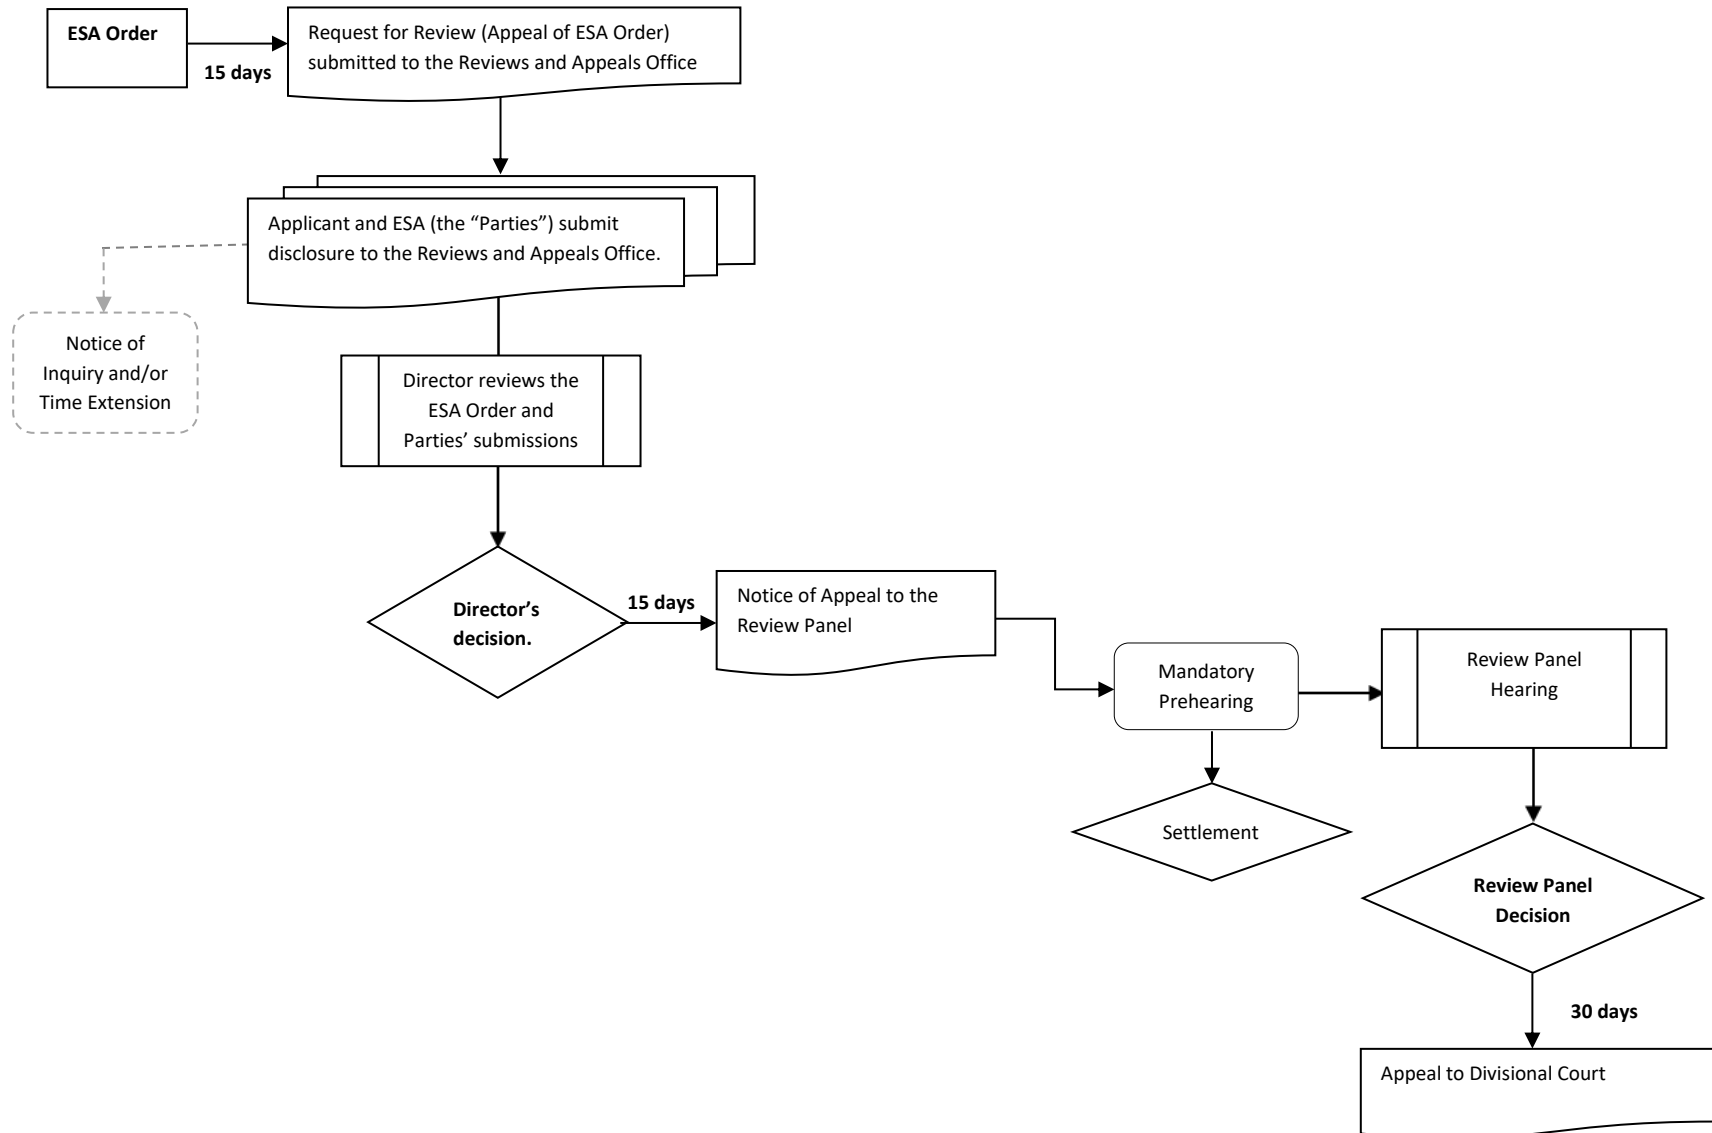 ESA Order
15 days
Request for Review (Appeal of ESA Order)
submitted to the Reviews and Appeals Office
Applicant and ESA (the “Parties”) submit
disclosure to the Reviews and Appeals Office.
Notice of
Inquiry and/or
Time Extension
Director reviews the
ESA Order and
Parties’ submissions
Director’s
decision.
15 days
Notice of Appeal to the
Review Panel
Mandatory
Prehearing
Settlement
Review Panel
Hearing
Review Panel
Decision
30 days
Appeal to Divisional Court